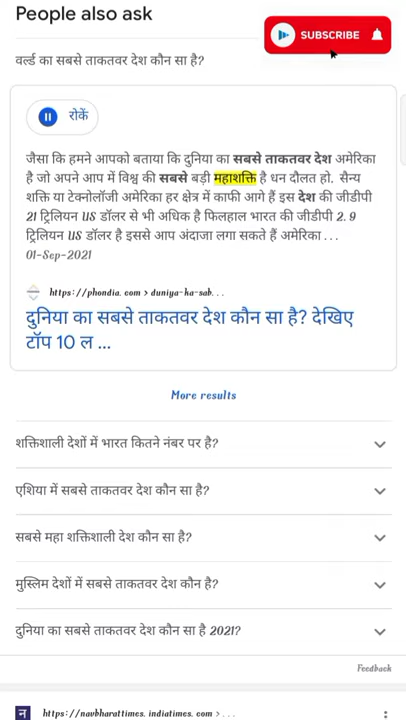 People also ask
SUBSCRIBE
वर्ल्ड का सबसे ताकतवर देश कौन सा है?
रोकें
जैसा कि हमने आपको बताया कि दुनिया का सबसे ताकतवर देश अमेरिका
है जो अपने आप में विश्व की सबसे बड़ी महाशक्ति है धन दौलत हो. सैन्य
शक्ति या टेक्नोलॉजी अमेरिका हर क्षेत्र में काफी आगे हैं इस देश की जीडीपी
21 ट्रिलियन US डॉलर से भी अधिक है फिलहाल भारत की जीडीपी 2. 9
ट्रिलियन US डॉलर है इससे आप अंदाजा लगा सकते हैं अमेरिका . . .
01-Sep-2021
https://phondia. com > duniya-ka-sab. . .
दुनिया का सबसे ताकतवर देश कौन सा है? देखिए
टॉप 10 ल ...
More results
शक्तिशाली देशों में भारत कितने नंबर पर है?
एशिया में सबसे ताकतवर देश कौन सा है?
सबसे महा शक्तिशाली देश कौन सा है?
मुस्लिम देशों में सबसे ताकतवर देश कौन है?
दुनिया का सबसे ताकतवर देश कौन सा है 2021?
Feedback
न https://navbharattimes. indiatimes. com > . . .